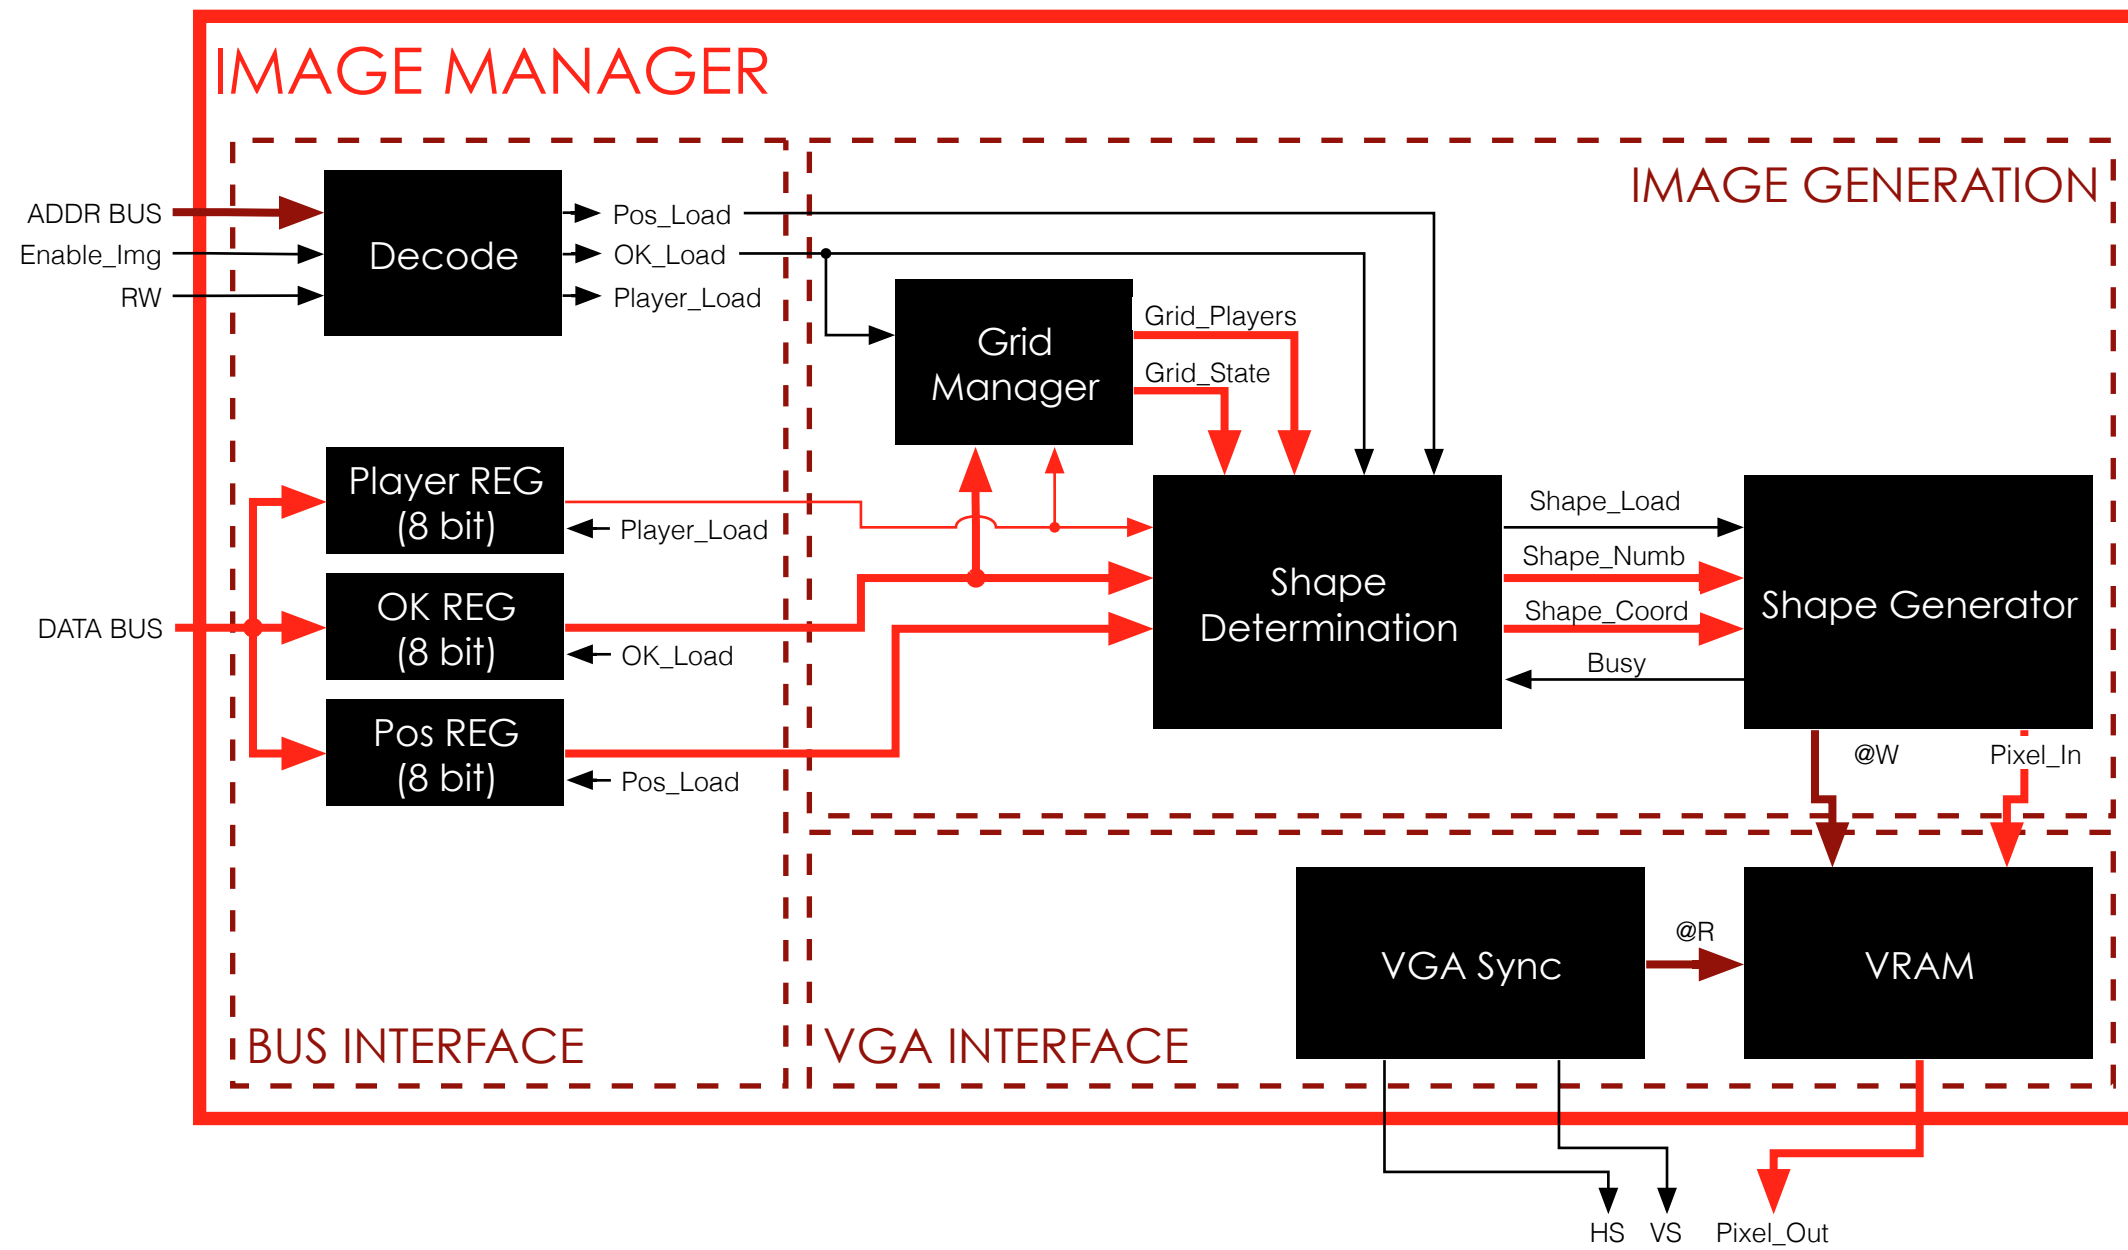 IMAGE MANAGER
IMAGE GENERATION
ADDR BUS
Enable_Img
RW
Decode
Pos_Load
OK_Load
Player_Load
Grid
Manager
Grid_Players
Grid_State
Player REG
(8 bit)
Player_Load
DATA BUS
OK REG
(8 bit)
OK_Load
Pos REG
(8 bit)
Pos_Load
Shape
Determination
Shape_Load
Shape_Numb
Shape_Coord
Busy
Shape Generator
@W
Pixel_In
VGA Sync
@R
VRAM
BUS INTERFACE
VGA INTERFACE
HS
VS
Pixel_Out